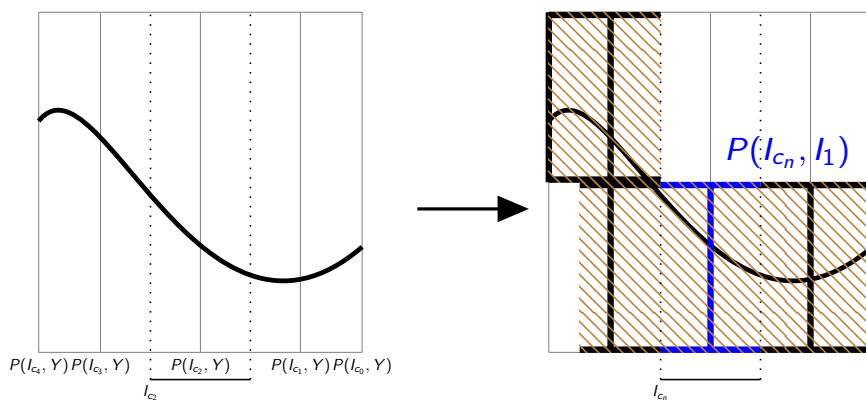 P(I_{c_n}, I_1)
P(I_{c_4}, Y) P(I_{c_3}, Y) P(I_{c_2}, Y) P(I_{c_1}, Y) P(I_{c_0}, Y)
I_{c_2}
I_{c_n}